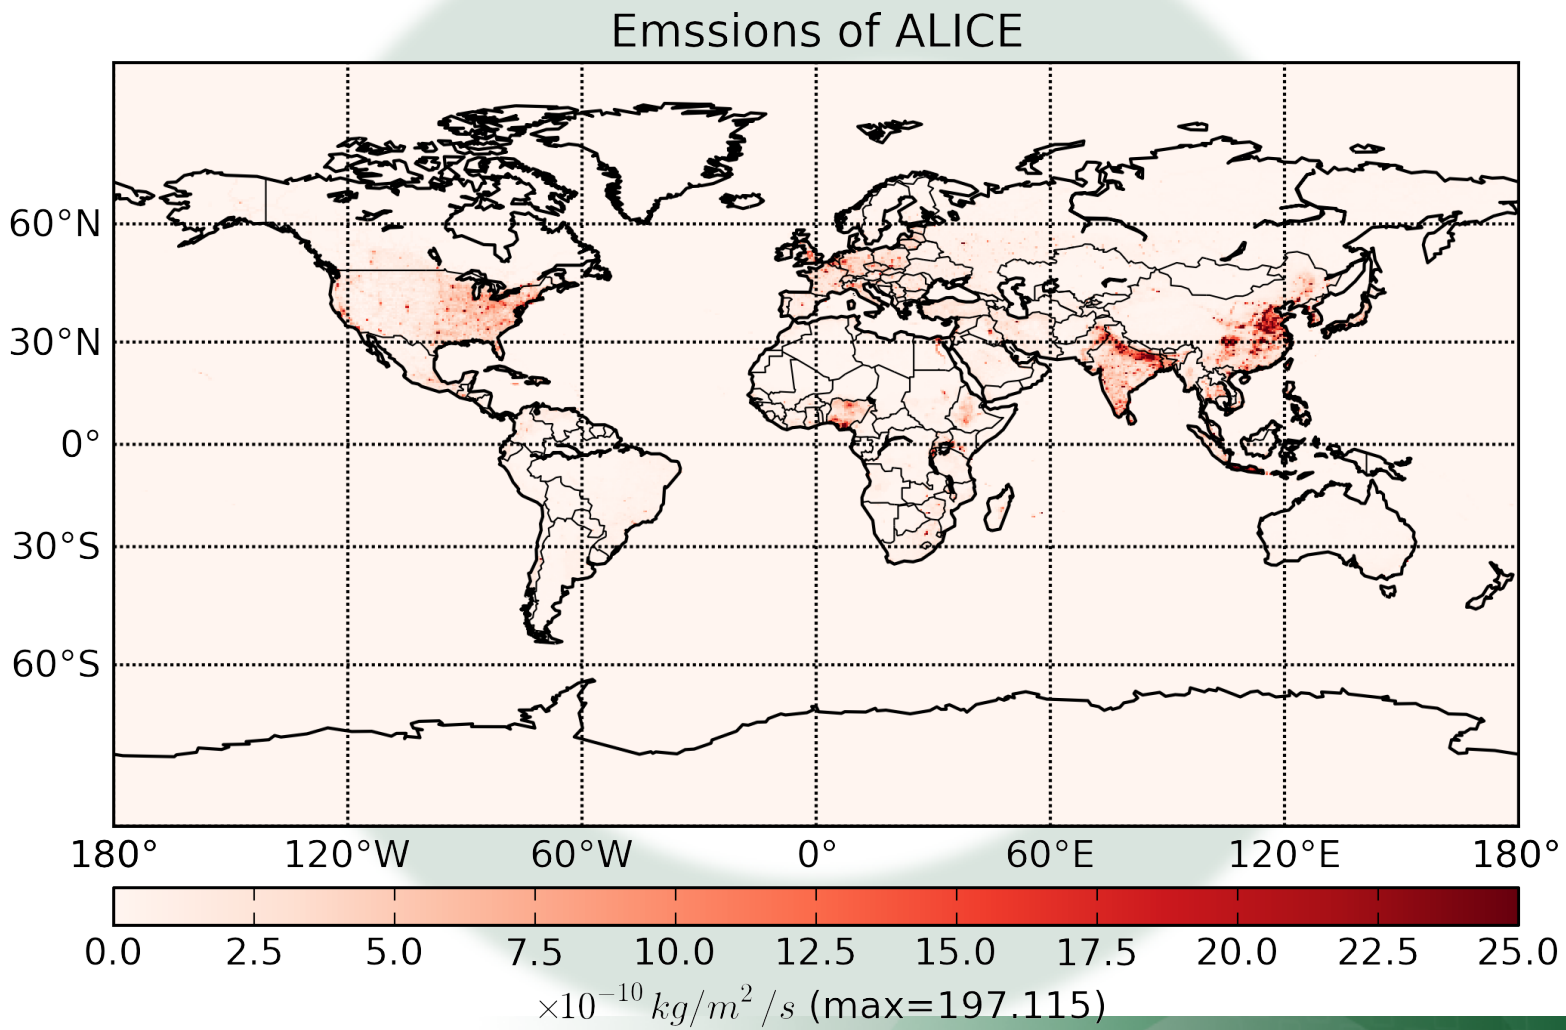 Emssions of ALICE
60°N
30°N
0°
30°S
60°S
180° 120°W 60°W 0° 60°E 120°E 180°
0.0 2.5 5.0 7.5 10.0 12.5 15.0 17.5 20.0 22.5 25.0
×10⁻¹⁰ kg/m² /s (max=197.115)